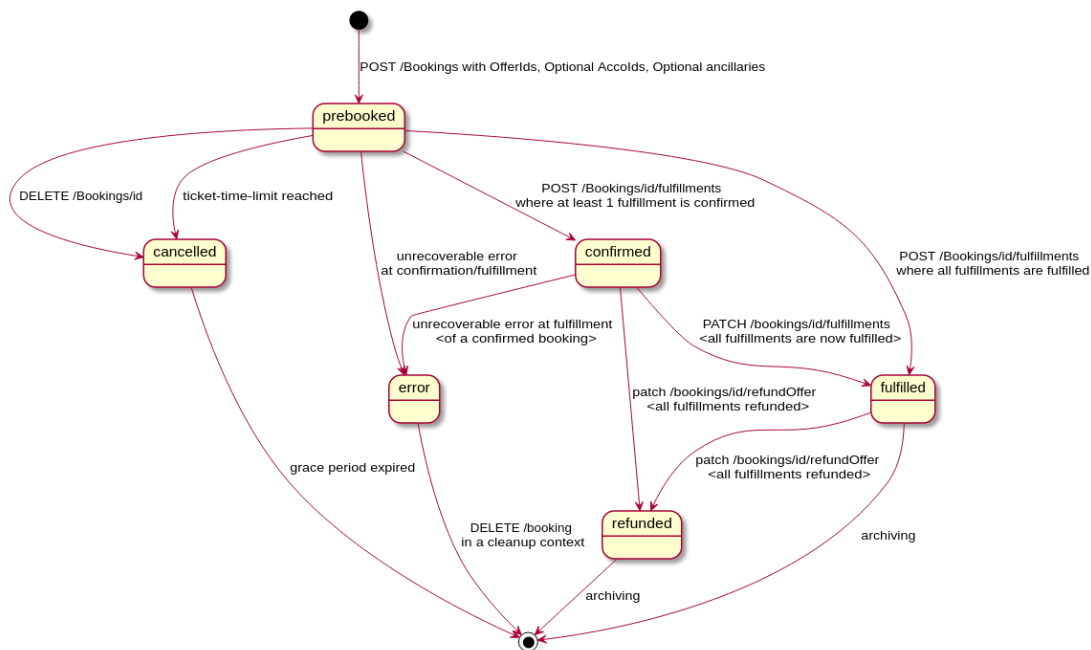 POST /Bookings with OfferIds, Optional AccoIds, Optional ancillaries
prebooked
DELETE /Bookings/id
ticket-time-limit reached
POST /Bookings/id/fulfillments
where at least 1 fulfillment is confirmed
cancelled
unrecoverable error
at confirmation/fulfillment
confirmed
POST /Bookings/id/fulfillments
where all fulfillments are fulfilled
unrecoverable error at fulfillment
<of a confirmed booking>
PATCH /bookings/id/fulfillments
<all fulfillments are now fulfilled>
error
patch /bookings/id/refundOffer
<all fulfillments refunded>
fulfilled
grace period expired
patch /bookings/id/refundOffer
<all fulfillments refunded>
DELETE /booking
in a cleanup context
refunded
archiving
archiving